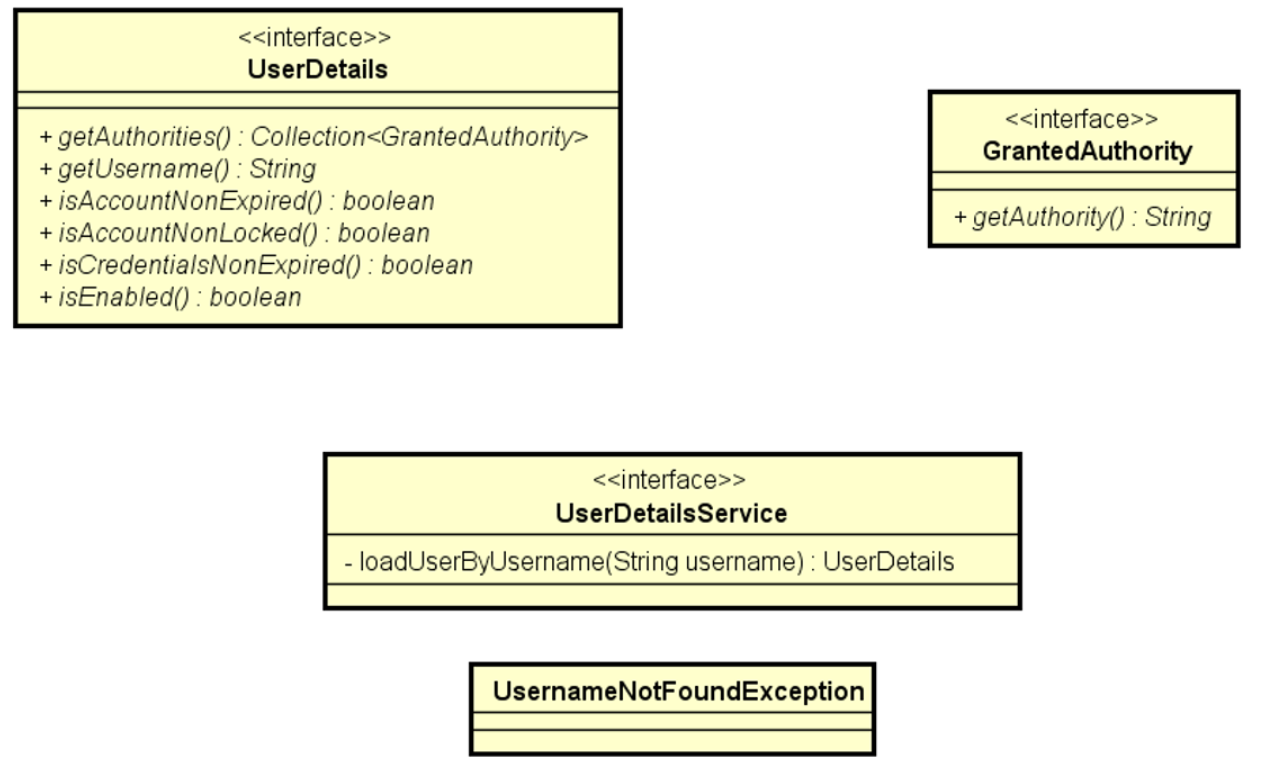 <<interface>>
UserDetails
+ getAuthorities() : Collection<GrantedAuthority>
+ getUsername() : String
+ isAccountNonExpired() : boolean
+ isAccountNonLocked() : boolean
+ isCredentialsNonExpired() : boolean
+ isEnabled() : boolean
<<interface>>
GrantedAuthority
+ getAuthority() : String
<<interface>>
UserDetailsService
- loadUserByUsername(String username) : UserDetails
UsernameNotFoundException